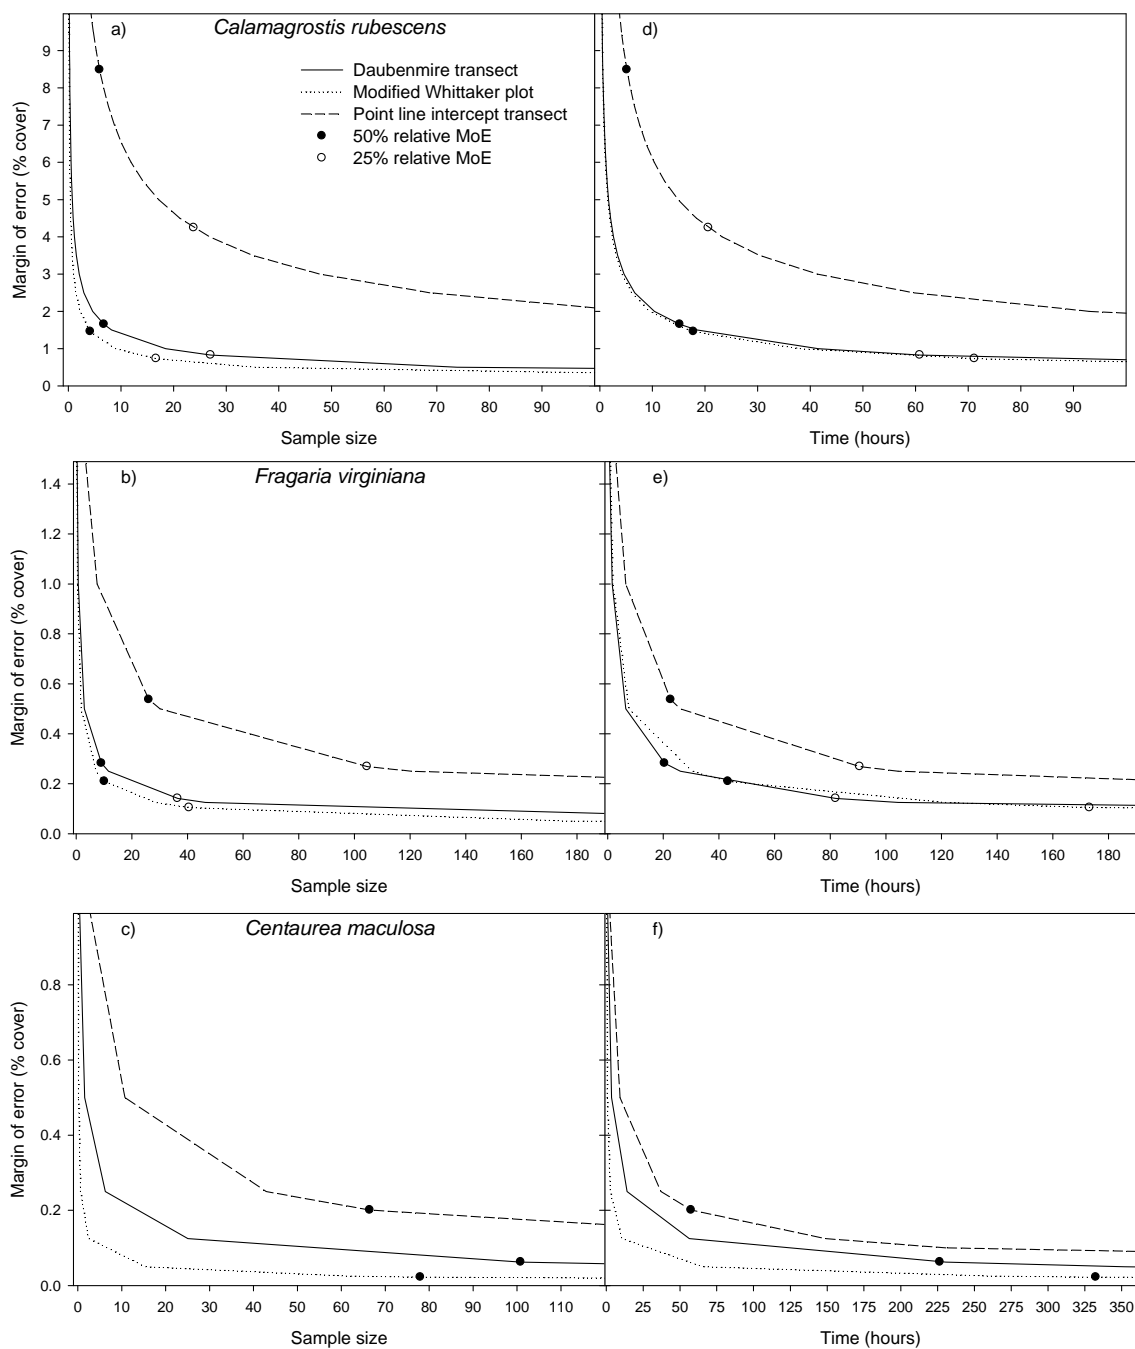 a) Calamagrostis rubescens
Daubenmire transect
Modified Whittaker plot
Point line intercept transect
50% relative MoE
25% relative MoE
Margin of error (% cover)
9
8
7
6
5
4
3
2
1
0
0 10 20 30 40 50 60 70 80 90
Sample size
d)
0 10 20 30 40 50 60 70 80 90
Time (hours)
b) Fragaria virginiana
Margin of error (% cover)
1.4
1.2
1.0
0.8
0.6
0.4
0.2
0.0
0 20 40 60 80 100 120 140 160 180
Sample size
e)
0 20 40 60 80 100 120 140 160 180
Time (hours)
c) Centaurea maculosa
Margin of error (% cover)
0.8
0.6
0.4
0.2
0.0
0 10 20 30 40 50 60 70 80 90 100 110
Sample size
f)
0 25 50 75 100 125 150 175 200 225 250 275 300 325 350
Time (hours)